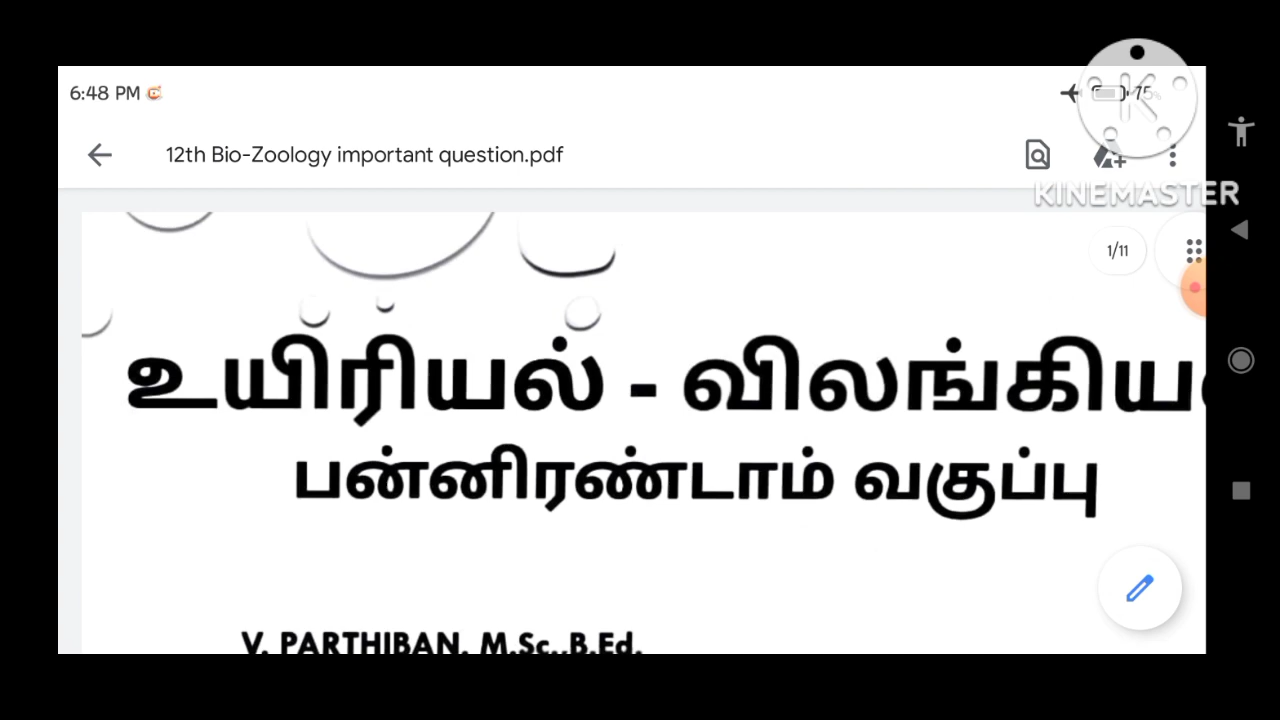 6:48 PM
12th Bio-Zoology important question.pdf
KINEMASTER
1/11
உயிரியல் - விலங்கிய
பன்னிரண்டாம் வகுப்பு
V. PARTHIBAN. M.Sc.,B.Ed.